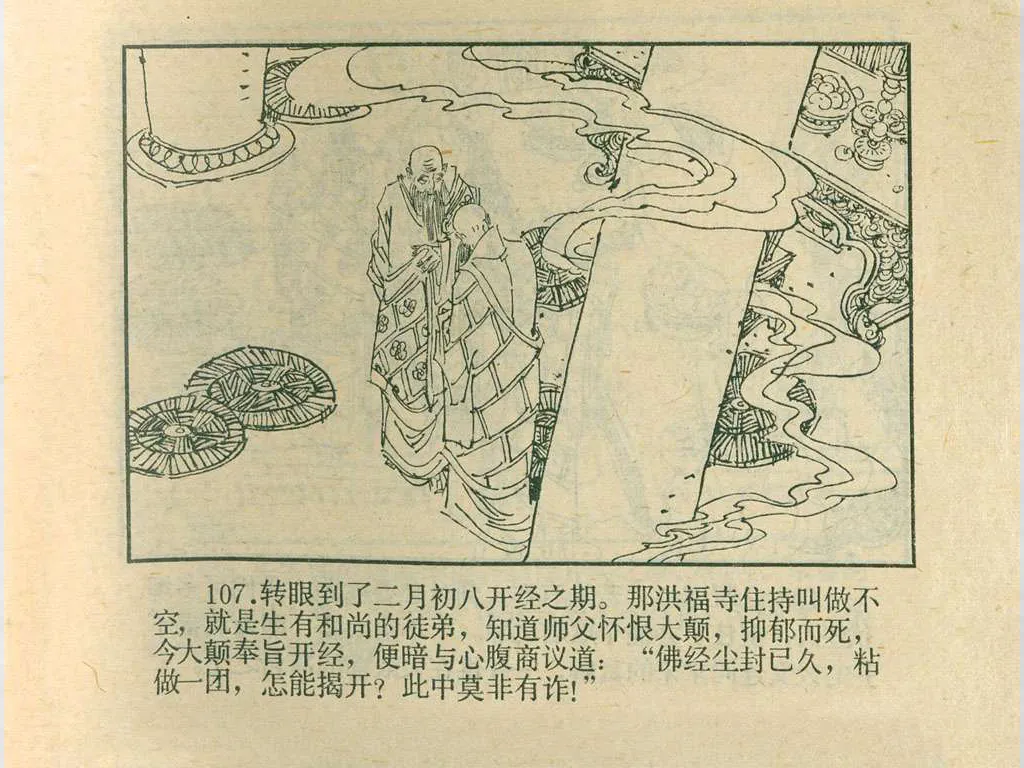 107.转眼到了二月初八开经之期。那洪福寺住持叫做不
空，就是生有和尚的徒弟，知道师父怀恨大颠，抑郁而死，
今大颠奉旨开经，便暗与心腹商议道：“佛经尘封已久，粘
做一团，怎能揭开？此中莫非有诈！”